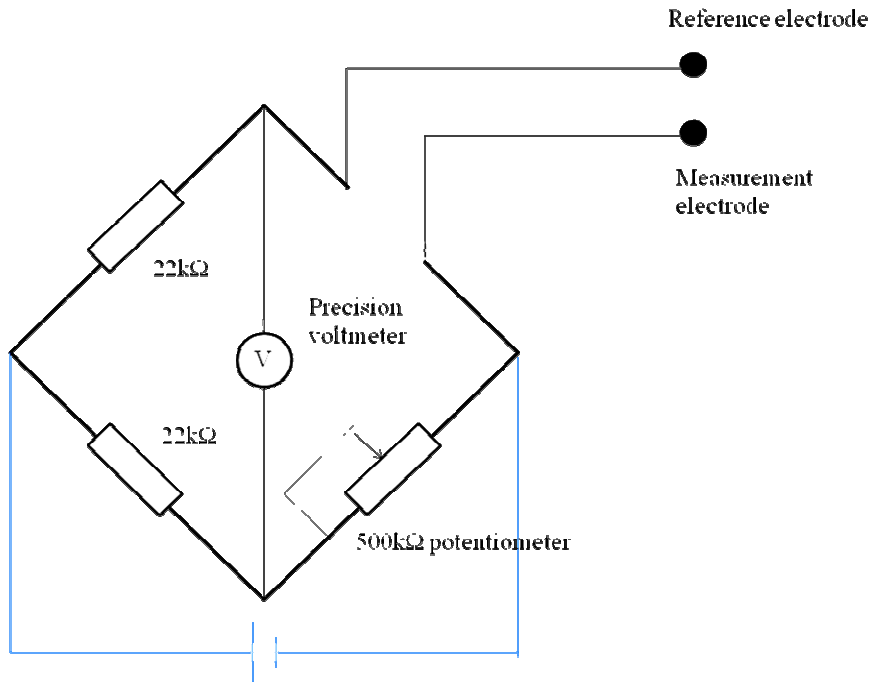 Reference electrode
Measurement
electrode
22kΩ
Precision
voltmeter
V
22kΩ
500kΩ potentiometer